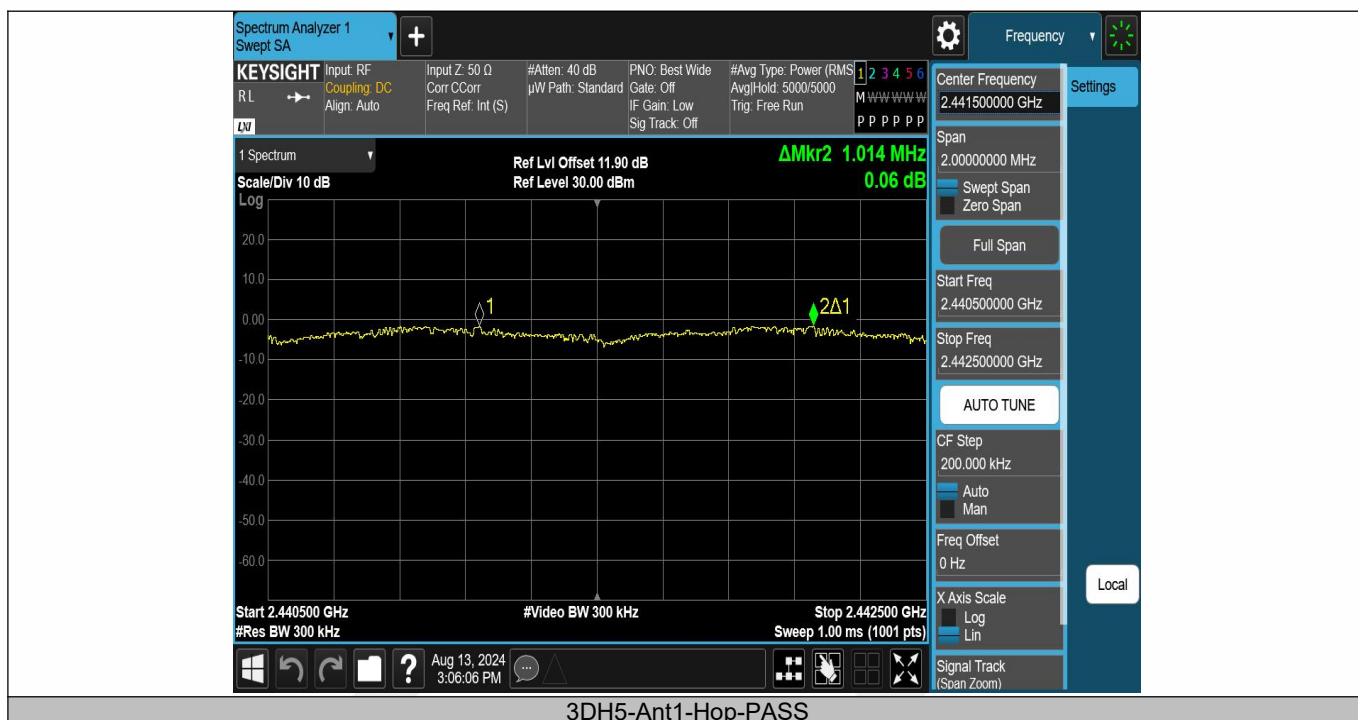 Spectrum Analyzer 1
Swept SA
+
Frequency
KEYSIGHT
RL
LXI
Input: RF
Coupling: DC
Align: Auto
Input Z: 50 Ω
Corr CCorr
Freq Ref: Int (S)
#Atten: 40 dB
µW Path: Standard
PNO: Best Wide
Gate: Off
IF Gain: Low
Sig Track: Off
#Avg Type: Power (RMS
Avg|Hold: 5000/5000
Trig: Free Run
1 2 3 4 5 6
M W W W W W
P P P P P P
1 Spectrum
Scale/Div 10 dB
Log
Ref Lvl Offset 11.90 dB
Ref Level 30.00 dBm
ΔMkr2 1.014 MHz
0.06 dB
20.0
10.0
0.00
-10.0
-20.0
-30.0
-40.0
-50.0
-60.0
1
2Δ1
Start 2.440500 GHz
#Res BW 300 kHz
#Video BW 300 kHz
Stop 2.442500 GHz
Sweep 1.00 ms (1001 pts)
Center Frequency
2.441500000 GHz
Settings
Span
2.00000000 MHz
Swept Span
Zero Span
Full Span
Start Freq
2.440500000 GHz
Stop Freq
2.442500000 GHz
AUTO TUNE
CF Step
200.000 kHz
Auto
Man
Freq Offset
0 Hz
X Axis Scale
Log
Lin
Local
Signal Track
(Span Zoom)
?
Aug 13, 2024
3:06:06 PM
3DH5-Ant1-Hop-PASS